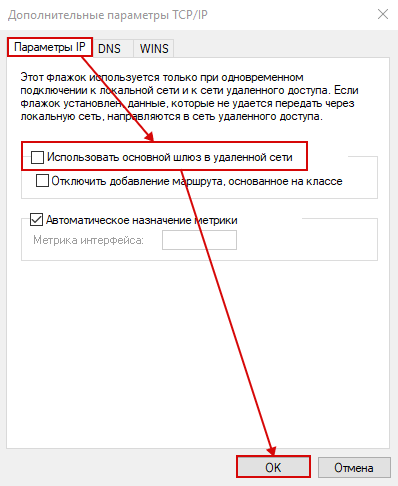 Дополнительные параметры TCP/IP
Параметры IP DNS WINS
Этот флажок используется только при одновременном
подключении к локальной сети и к сети удаленного доступа. Если
флажок установлен, данные, которые не удается передать через
локальную сеть, направляются в сеть удаленного доступа.
Использовать основной шлюз в удаленной сети
Отключить добавление маршрута, основанное на классе
Автоматическое назначение метрики
Метрика интерфейса:
OK Отмена